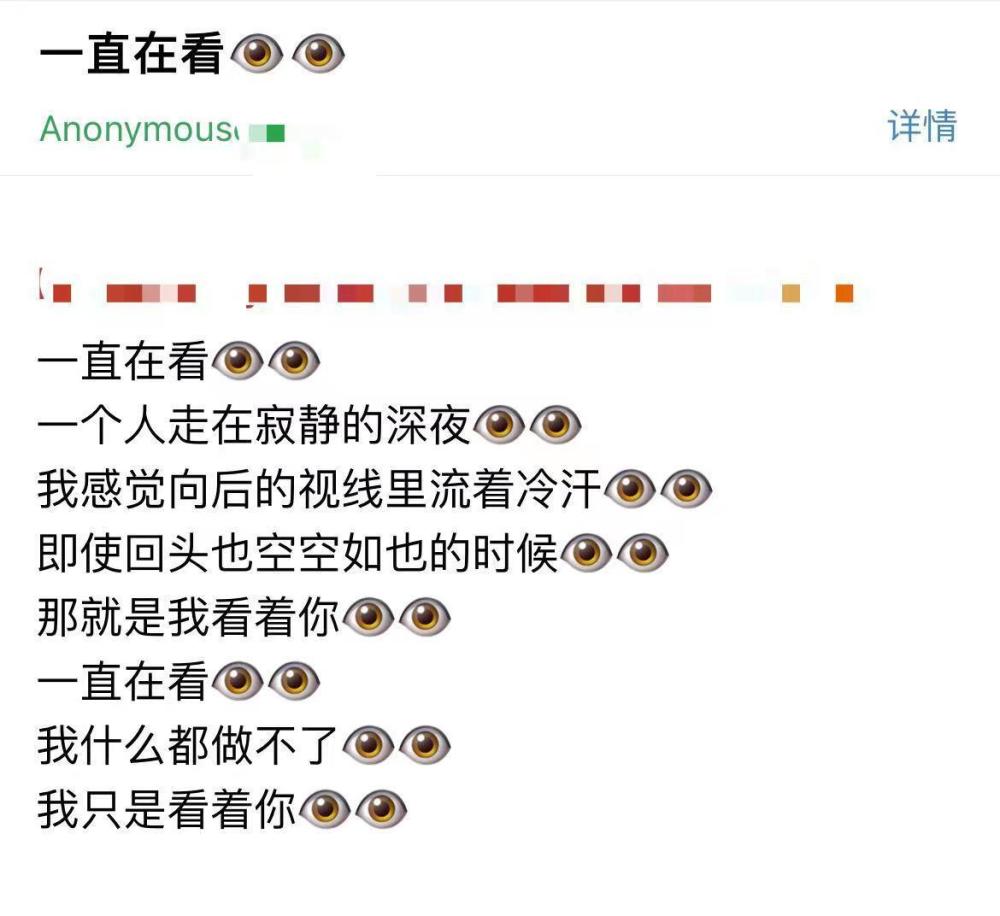 一直在看👁👁
Anonymous
详情
一直在看👁👁
一个人走在寂静的深夜👁👁
我感觉向后的视线里流着冷汗👁👁
即使回头也空空如也的时候👁👁
那就是我看着你👁👁
一直在看👁👁
我什么都做不了👁👁
我只是看着你👁👁